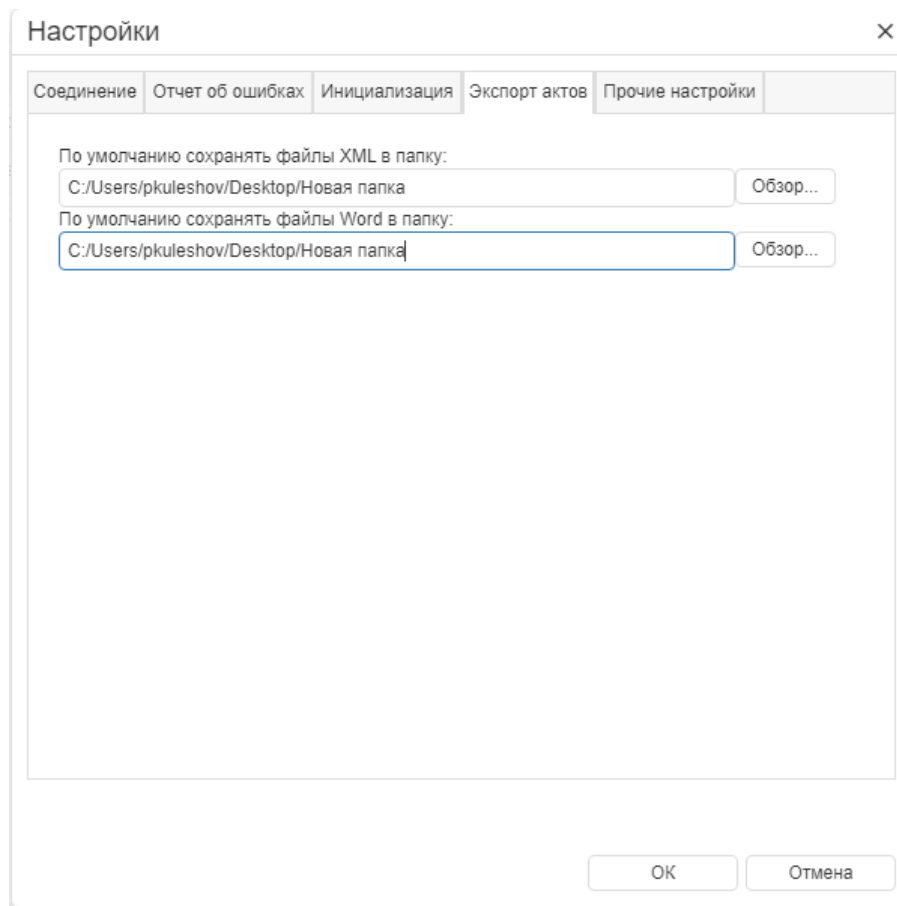 Настройки
Соединение Отчет об ошибках Инициализация Экспорт актов Прочие настройки
По умолчанию сохранять файлы XML в папку:
C:/Users/pkuleshov/Desktop/Новая папка Обзор...
По умолчанию сохранять файлы Word в папку:
C:/Users/pkuleshov/Desktop/Новая папка Обзор...
ОК Отмена